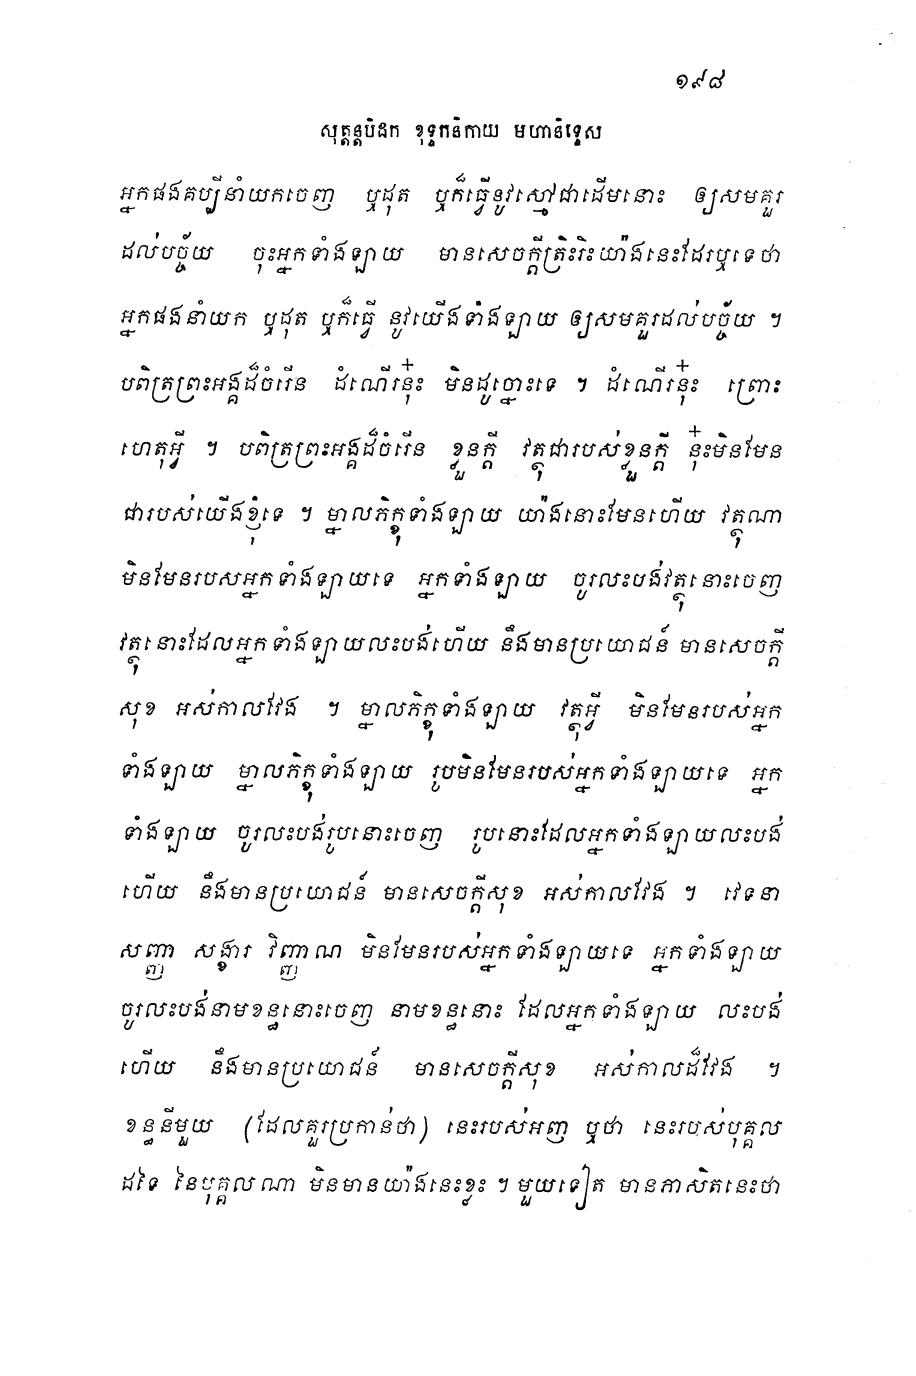 ១៩៨
សុត្តន្តបិដក ខុទ្ទកនិកាយ មហានិទ្ទេស
អ្នកផងគប្បីនាំយកចេញ ឬដុត ឬក៏ធ្វើនូវស្មៅជាដើមនោះ ឲ្យសមគួរ
ដល់បច្ច័យ ចុះអ្នកទាំងឡាយ មានសេចក្តីត្រិះរិះយ៉ាងនេះដែរឬទេថា
អ្នកផងនាំយក ឬដុត ឬក៏ធ្វើ នូវយើងទាំងឡាយ ឲ្យសមគួរដល់បច្ច័យ ។
បពិត្រព្រះអង្គដ៏ចំរើន ដំណើរនុ៎ះ មិនដូច្នោះទេ ។ ដំណើរនុ៎ះ ព្រោះ
ហេតុអ្វី ។ បពិត្រព្រះអង្គដ៏ចំរើន ខ្លួនក្តី វត្ថុជារបស់ខ្លួនក្តី នុ៎ះមិនមែន
ជារបស់យើងខ្ញុំទេ ។ ម្នាលភិក្ខុទាំងឡាយ យ៉ាងនោះមែនហើយ វត្ថុណា
មិនមែនរបសអ្នកទាំងឡាយទេ អ្នកទាំងឡាយ ចូរលះបង់វត្ថុនោះចេញ
វត្ថុនោះដែលអ្នកទាំងឡាយលះបង់ហើយ នឹងមានប្រយោជន៍ មានសេចក្តី
សុខ អស់កាលវែង ។ ម្នាលភិក្ខុទាំងឡាយ វត្ថុអ្វី មិនមែនរបស់អ្នក
ទាំងឡាយ ម្នាលភិក្ខុទាំងឡាយ រូបមិនមែនរបស់អ្នកទាំងឡាយទេ អ្នក
ទាំងឡាយ ចូរលះបង់រូបនោះចេញ រូបនោះដែលអ្នកទាំងឡាយលះបង់
ហើយ នឹងមានប្រយោជន៍ មានសេចក្តីសុខ អស់កាលវែង ។ វេទនា
សញ្ញា សង្ខារ វិញ្ញាណ មិនមែនរបស់អ្នកទាំងឡាយទេ អ្នកទាំងឡាយ
ចូរលះបង់នាមខន្ធនោះចេញ នាមខន្ធនោះ ដែលអ្នកទាំងឡាយ លះបង់
ហើយ នឹងមានប្រយោជន៍ មានសេចក្តីសុខ អស់កាលដ៏វែង ។
ខន្ធនីមួយ (ដែលគួរប្រកាន់ថា) នេះរបស់អញ ឬថា នេះរបស់បុគ្គល
ដទៃ នៃបុគ្គលណា មិនមានយ៉ាងនេះខ្លះ ។ មួយទៀត មានភាសិតនេះថា